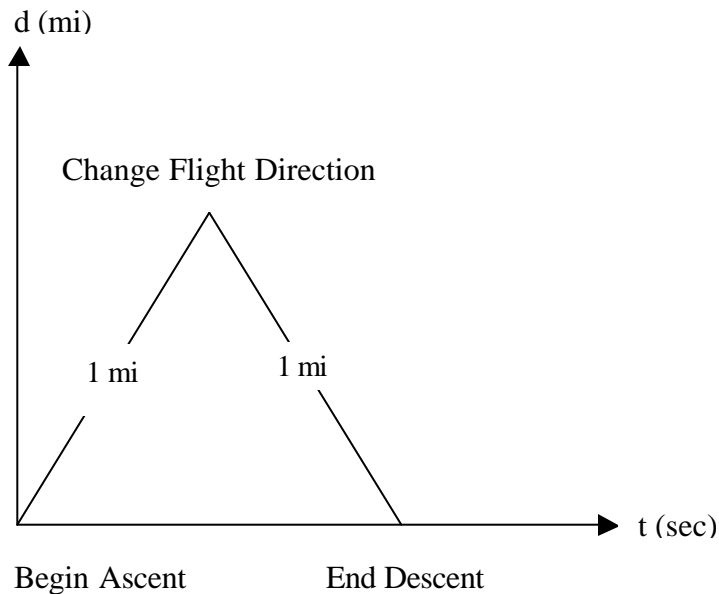 d (mi)
Change Flight Direction
1 mi
1 mi
t (sec)
Begin Ascent
End Descent